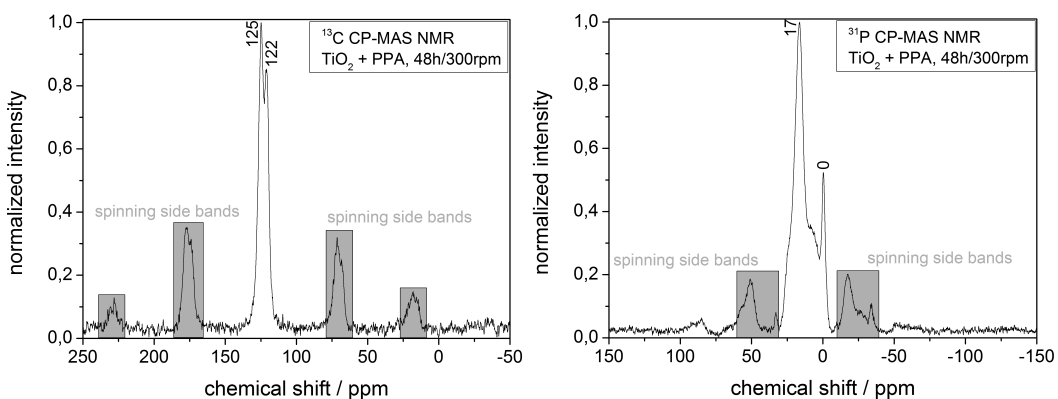 ¹³C CP-MAS NMR
TiO₂ + PPA, 48h/300rpm
125
122
spinning side bands
spinning side bands
normalized intensity
1,0
0,8
0,6
0,4
0,2
0,0
250 200 150 100 50 0 -50
chemical shift / ppm
³¹P CP-MAS NMR
TiO₂ + PPA, 48h/300rpm
17
0
spinning side bands
spinning side bands
normalized intensity
1,0
0,8
0,6
0,4
0,2
0,0
150 100 50 0 -50 -100 -150
chemical shift / ppm